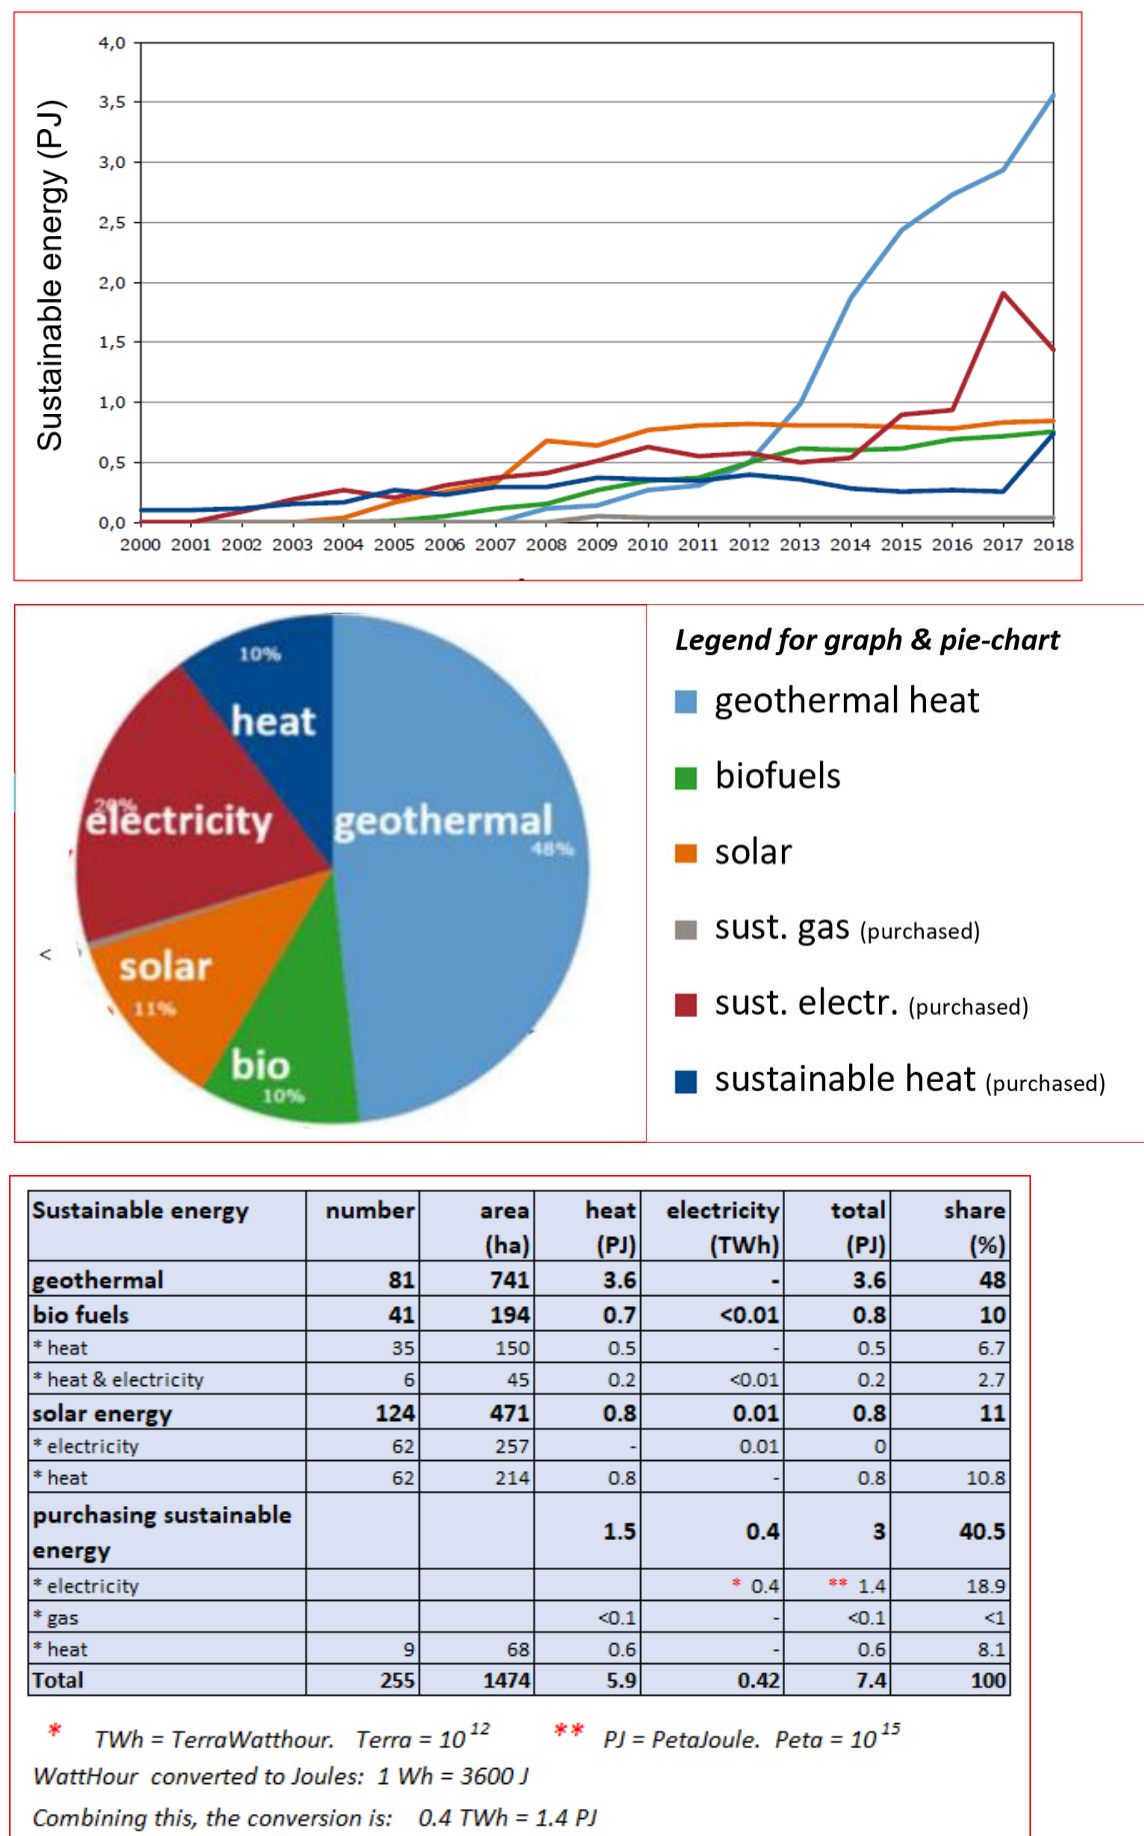 Sustainable energy (PJ)
4,0
3,5
3,0
2,5
2,0
1,5
1,0
0,5
0,0
2000 2001 2002 2003 2004 2005 2006 2007 2008 2009 2010 2011 2012 2013 2014 2015 2016 2017 2018
10%
heat
electricity
geothermal
48%
solar
11%
bio
10%
<
Legend for graph & pie-chart
geothermal heat
biofuels
solar
sust. gas (purchased)
sust. electr. (purchased)
sustainable heat (purchased)
Sustainable energy number area (ha) heat (PJ) electricity (TWh) total (PJ) share (%)
geothermal 81 741 3.6 - 3.6 48
bio fuels 41 194 0.7 <0.01 0.8 10
* heat 35 150 0.5 - 0.5 6.7
* heat & electricity 6 45 0.2 <0.01 0.2 2.7
solar energy 124 471 0.8 0.01 0.8 11
* electricity 62 257 - 0.01 0
* heat 62 214 0.8 - 0.8 10.8
purchasing sustainable energy 1.5 0.4 3 40.5
* electricity * 0.4 ** 1.4 18.9
* gas <0.1 - <0.1 <1
* heat 9 68 0.6 - 0.6 8.1
Total 255 1474 5.9 0.42 7.4 100
* TWh = TerraWatthour. Terra = 10^12 ** PJ = PetaJoule. Peta = 10^15
WattHour converted to Joules: 1 Wh = 3600 J
Combining this, the conversion is: 0.4 TWh = 1.4 PJ